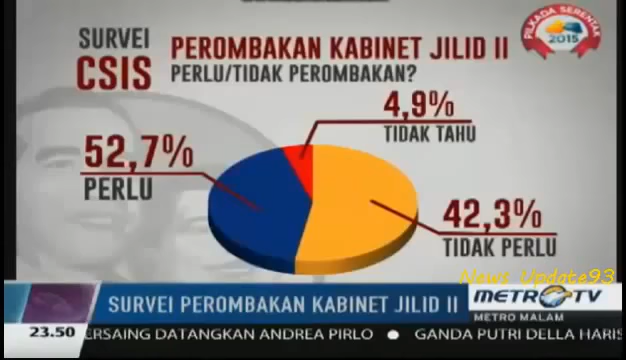 SURVEI
CSIS
PEROMBAKAN KABINET JILID II
PERLU/TIDAK PEROMBAKAN?
PILKADA SERENTAK
2015
4,9%
TIDAK TAHU
52,7%
PERLU
42,3%
TIDAK PERLU
News Update93
SURVEI PEROMBAKAN KABINET JILID II
METRO TV
METRO MALAM
23.50
ERSAING DATANGKAN ANDREA PIRLO • GANDA PUTRI DELLA HARIS